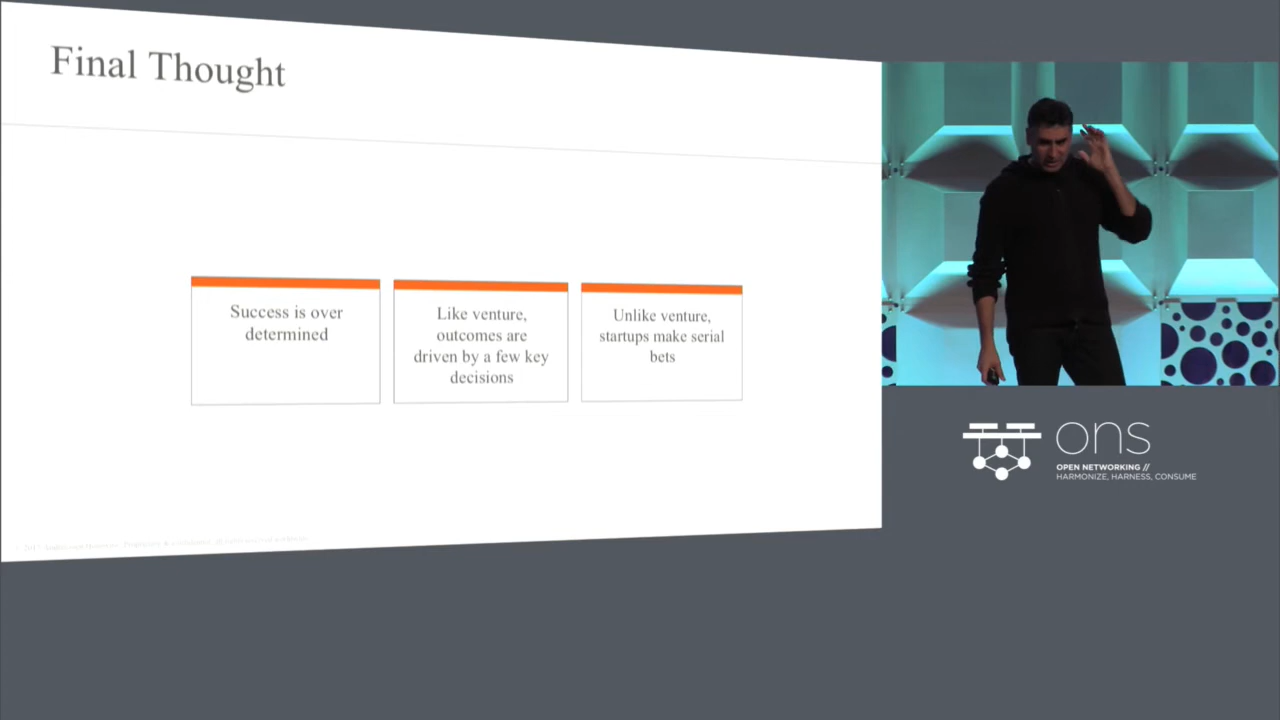 Final Thought
Success is over
determined
Like venture,
outcomes are
driven by a few key
decisions
Unlike venture,
startups make serial
bets
ons
OPEN NETWORKING //
HARMONIZE, HARNESS, CONSUME